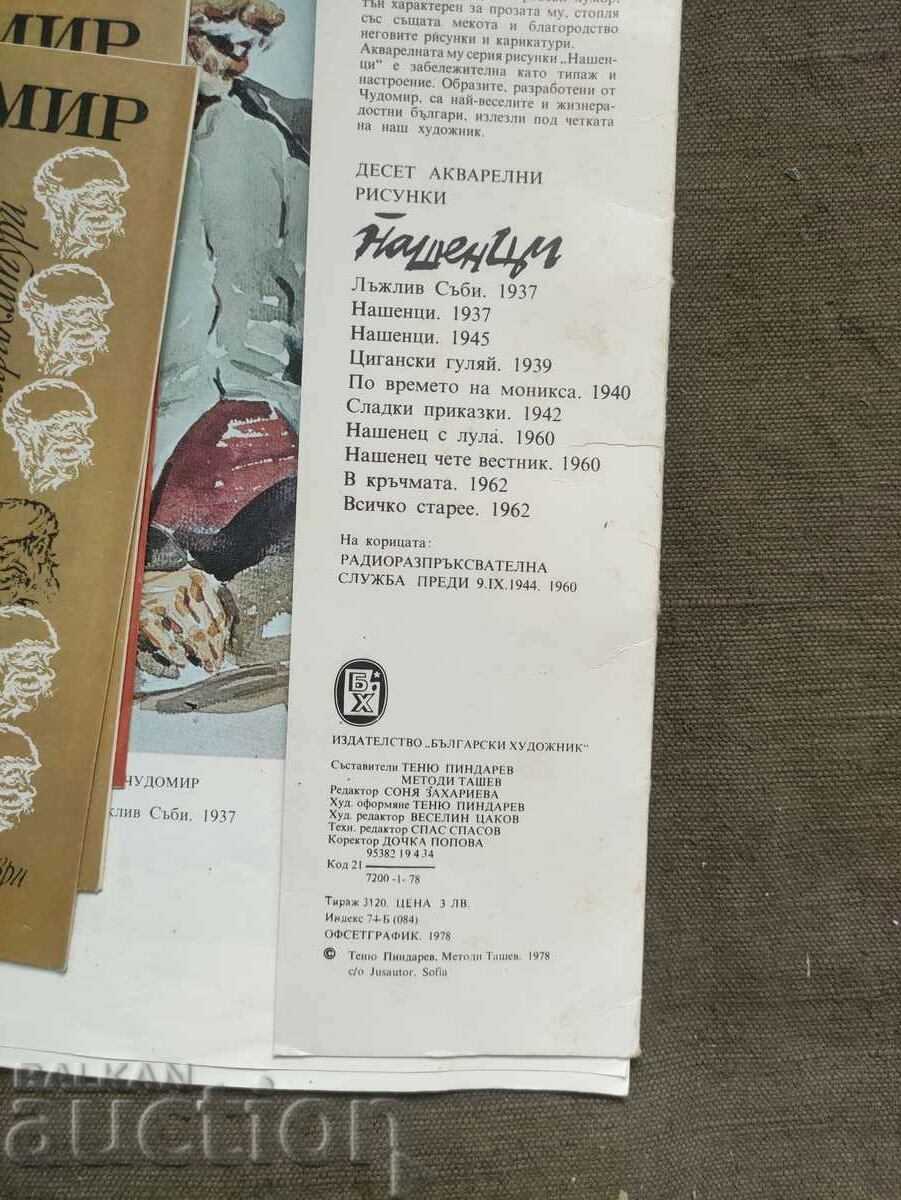 МИР
МИР
тън характерен за прозата му, стопля
със същата мекота и благородство
неговите рисунки и карикатури.
Акварелната му серия рисунки „Нашен-
ци“ е забележителна като типаж и
настроение. Образите, разработени от
Чудомир, са най-веселите и жизнера-
достни българи, излезли под четката
на наш художник.
ДЕСЕТ АКВАРЕЛНИ
РИСУНКИ
Нашенци
Лъжлив Съби. 1937
Нашенци. 1937
Нашенци. 1945
Цигански гуляй. 1939
По времето на моникса. 1940
Сладки приказки. 1942
Нашенец с лула. 1960
Нашенец чете вестник. 1960
В кръчмата. 1962
Всичко старее. 1962
На корицата:
РАДИОРАЗПРЪКСВАТЕЛНА
СЛУЖБА ПРЕДИ 9.IX.1944. 1960
Б
Х
ИЗДАТЕЛСТВО „БЪЛГАРСКИ ХУДОЖНИК“
Съставители ТЕНЮ ПИНДАРЕВ
МЕТОДИ ТАШЕВ
Редактор СОНЯ ЗАХАРИЕВА
Худ. оформяне ТЕНЮ ПИНДАРЕВ
Худ. редактор ВЕСЕЛИН ЦАКОВ
Техн. редактор СПАС СПАСОВ
Коректор ДОЧКА ПОПОВА
95382 19 4 34
Код 21
7200-1-78
Тираж 3120. ЦЕНА 3 ЛВ.
Индекс 74-Б (084)
ОФСЕТГРАФИК. 1978
© Теню Пиндарев, Методи Ташев. 1978
c/o Jusautor, Sofia
ЧУДОМИР
клив Съби. 1937
BALKAN
auction